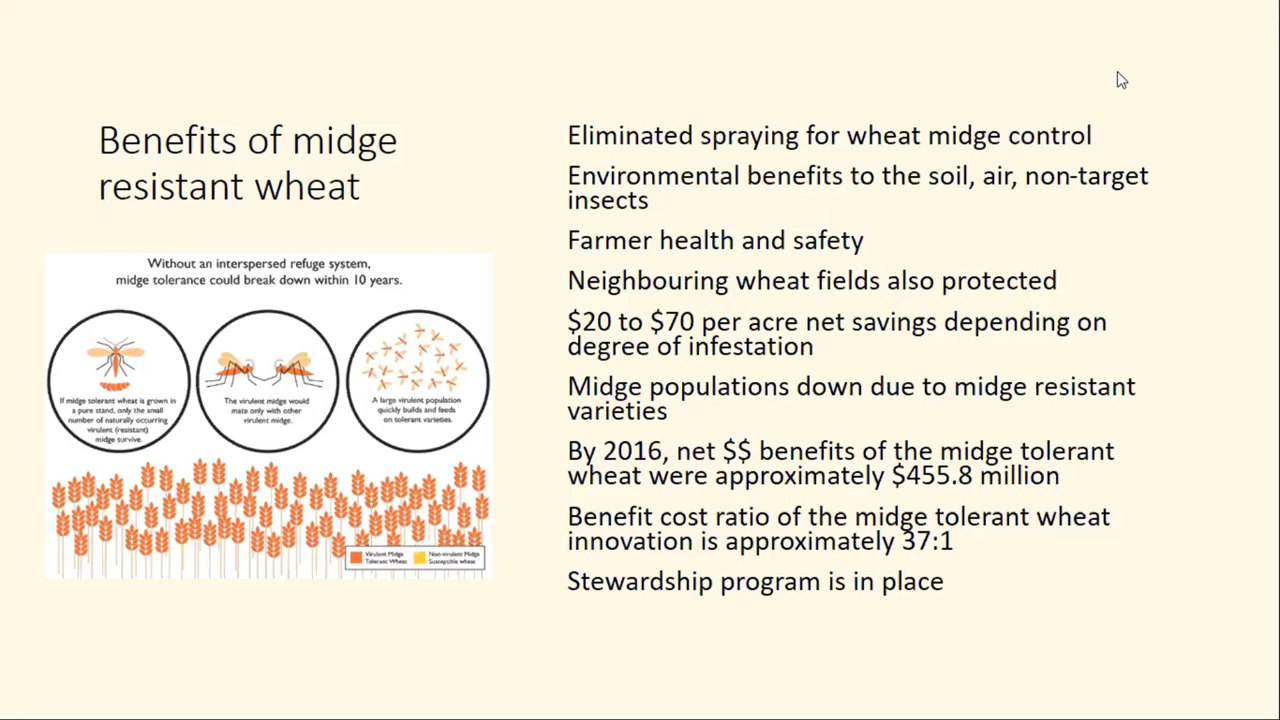 Benefits of midge
resistant wheat
Without an interspersed refuge system,
midge tolerance could break down within 10 years.
If midge tolerant wheat is grown in
a pure stand, only the small
number of naturally occurring
virulent (resistant)
midge survive.
The virulent midge would
mate only with other
virulent midge.
A large virulent population
quickly builds and feeds
on tolerant varieties.
Virulent Midge
Tolerant Wheat
Non-virulent Midge
Susceptible wheat
Eliminated spraying for wheat midge control
Environmental benefits to the soil, air, non-target
insects
Farmer health and safety
Neighbouring wheat fields also protected
$20 to $70 per acre net savings depending on
degree of infestation
Midge populations down due to midge resistant
varieties
By 2016, net $$ benefits of the midge tolerant
wheat were approximately $455.8 million
Benefit cost ratio of the midge tolerant wheat
innovation is approximately 37:1
Stewardship program is in place